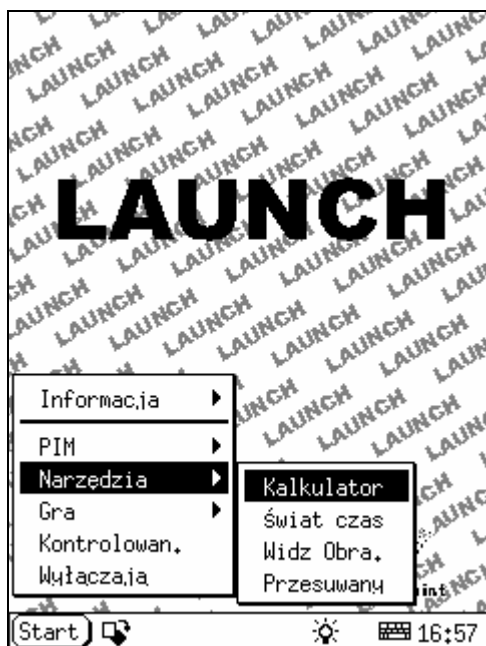 LAUNCH
Informacja
PIM
Narzędzia
Gra
Kontrolowan.
Wyłączają
Kalkulator
świat czas
Widz Obra.
Przesuwany
Start
16:57